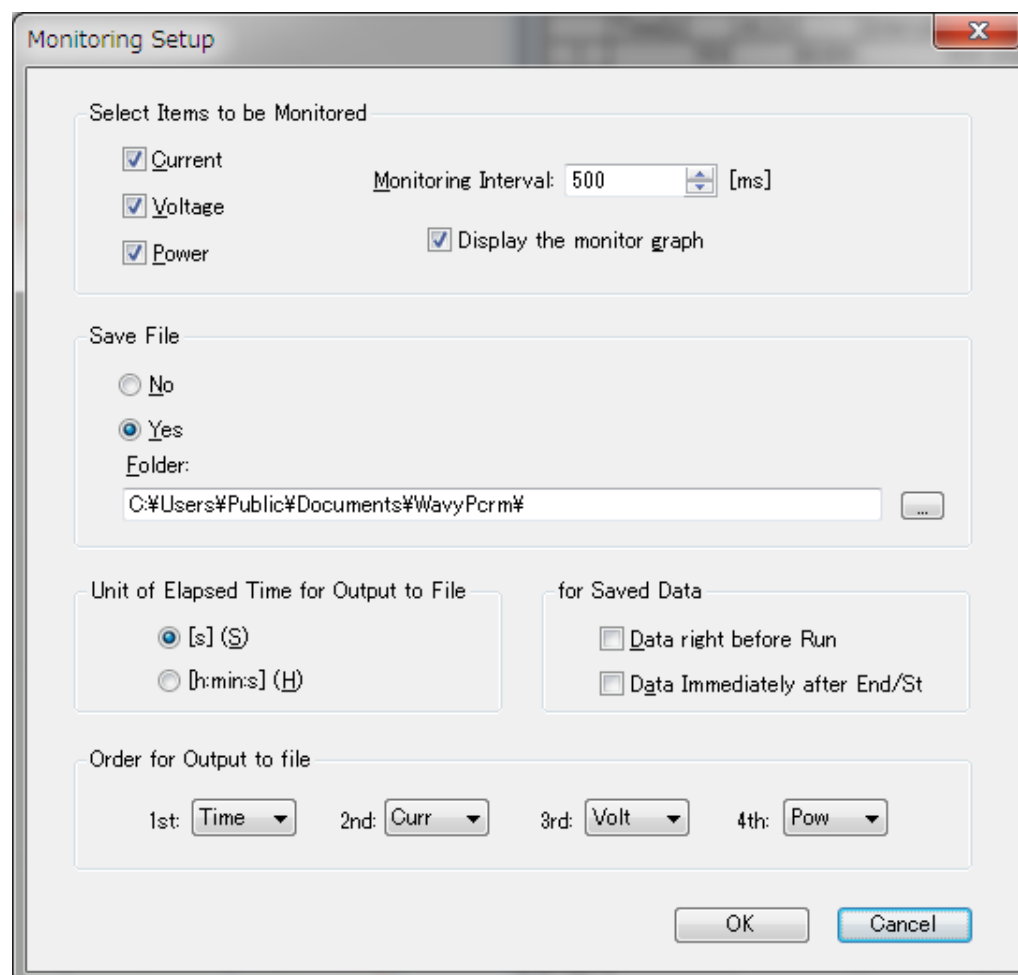 Monitoring Setup
Select Items to be Monitored
Current
Monitoring Interval: 500 [ms]
Voltage
Display the monitor graph
Power
Save File
No
Yes
Folder:
C:¥Users¥Public¥Documents¥WavyPcrm¥
...
Unit of Elapsed Time for Output to File
[s] (S)
[h:min:s] (H)
for Saved Data
Data right before Run
Data Immediately after End/St
Order for Output to file
1st: Time 2nd: Curr 3rd: Volt 4th: Pow
OK Cancel